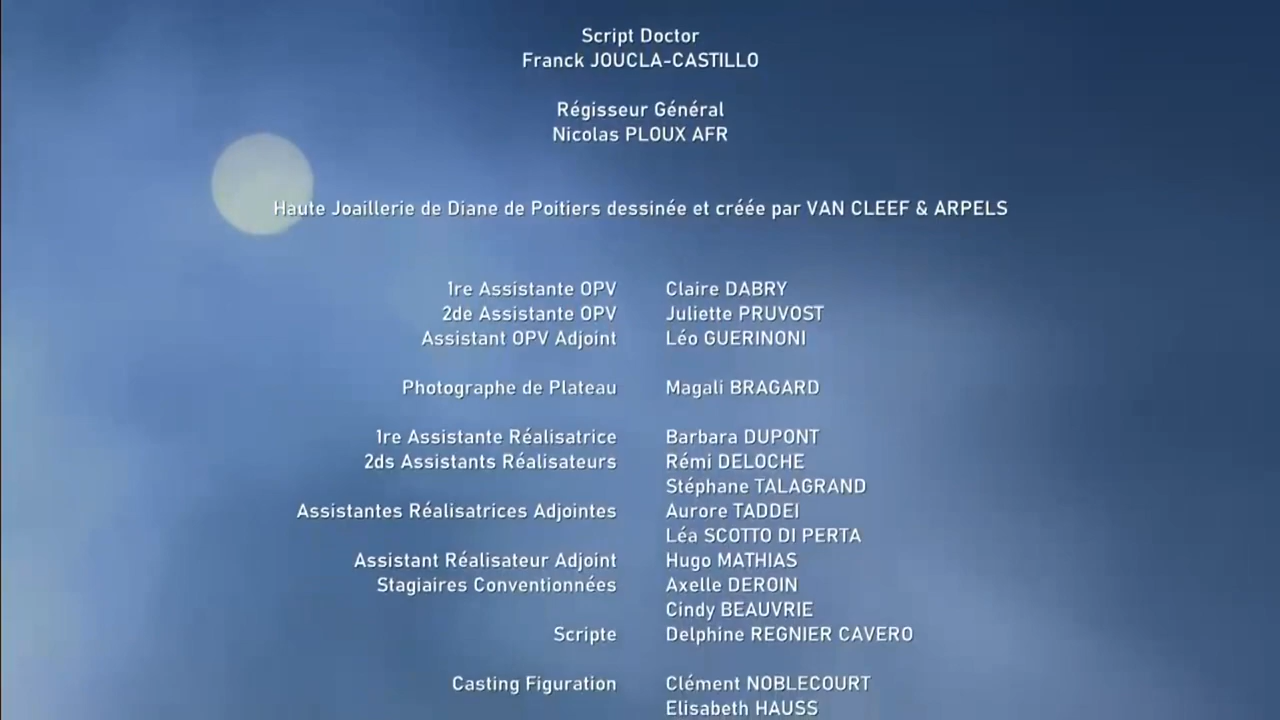 Script Doctor
Franck JOUCLA-CASTILLO
Régisseur Général
Nicolas PLOUX AFR
Haute Joaillerie de Diane de Poitiers dessinée et créée par VAN CLEEF & ARPELS
1re Assistante OPV Claire DABRY
2de Assistante OPV Juliette PRUVOST
Assistant OPV Adjoint Léo GUERINONI
Photographe de Plateau Magali BRAGARD
1re Assistante Réalisatrice Barbara DUPONT
2ds Assistants Réalisateurs Rémi DELOCHE
Stéphane TALAGRAND
Assistantes Réalisatrices Adjointes Aurore TADDEI
Léa SCOTTO DI PERTA
Assistant Réalisateur Adjoint Hugo MATHIAS
Stagiaires Conventionnées Axelle DEROIN
Cindy BEAUVRIE
Scripte Delphine REGNIER CAVERO
Casting Figuration Clément NOBLECOURT
Elisabeth HAUSS